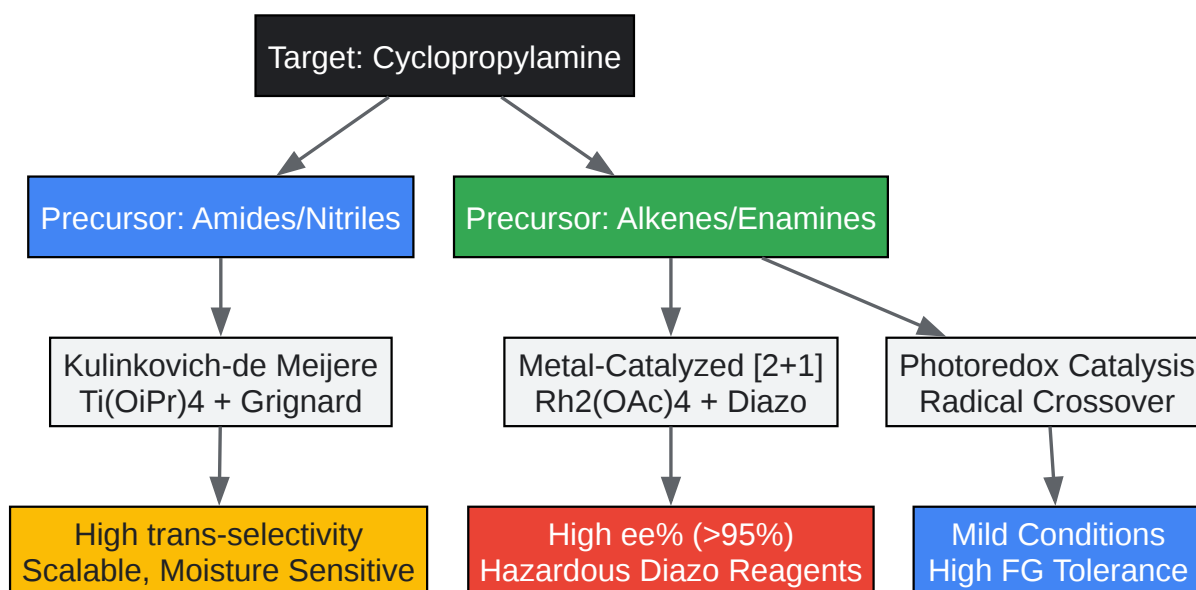 Target: Cyclopropylamine
Precursor: Amides/Nitriles
Precursor: Alkenes/Enamines
Kulinkovich-de Meijere
Ti(OiPr)4 + Grignard
Metal-Catalyzed [2+1]
Rh2(OAc)4 + Diazo
Photoredox Catalysis
Radical Crossover
High trans-selectivity
Scalable, Moisture Sensitive
High ee% (>95%)
Hazardous Diazo Reagents
Mild Conditions
High FG Tolerance